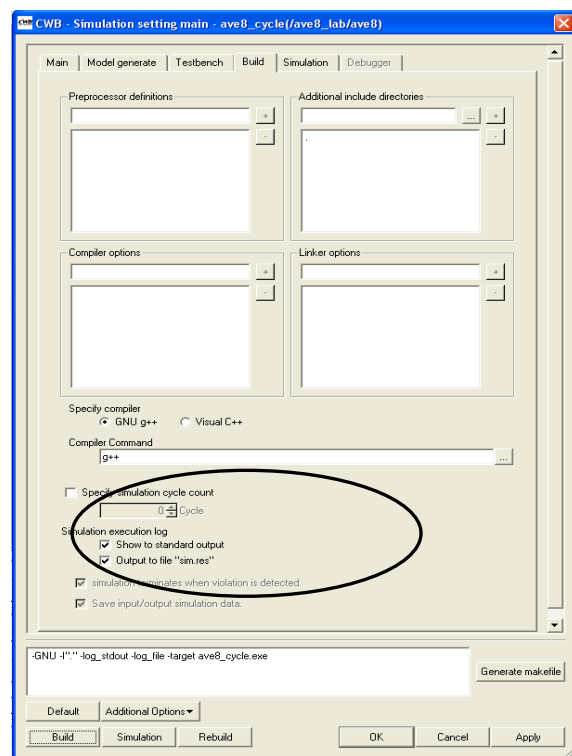 CWB - Simulation setting main - ave8_cycle(/ave8_lab/ave8)
Main Model generate Testbench Build Simulation Debugger
Preprocessor definitions Additional include directories
+ ... +
- . -
Compiler options Linker options
+ +
- -
Specify compiler
GNU g++ Visual C++
Compiler Command
g++ ...
Specify simulation cycle count
0 Cycle
Simulation execution log
Show to standard output
Output to file "sim.res"
simulation terminates when violation is detected.
Save input/output simulation data.
-GNU -I"." -log_stdout -log_file -target ave8_cycle.exe
Generate makefile
Default Additional Options
Build Simulation Rebuild OK Cancel Apply